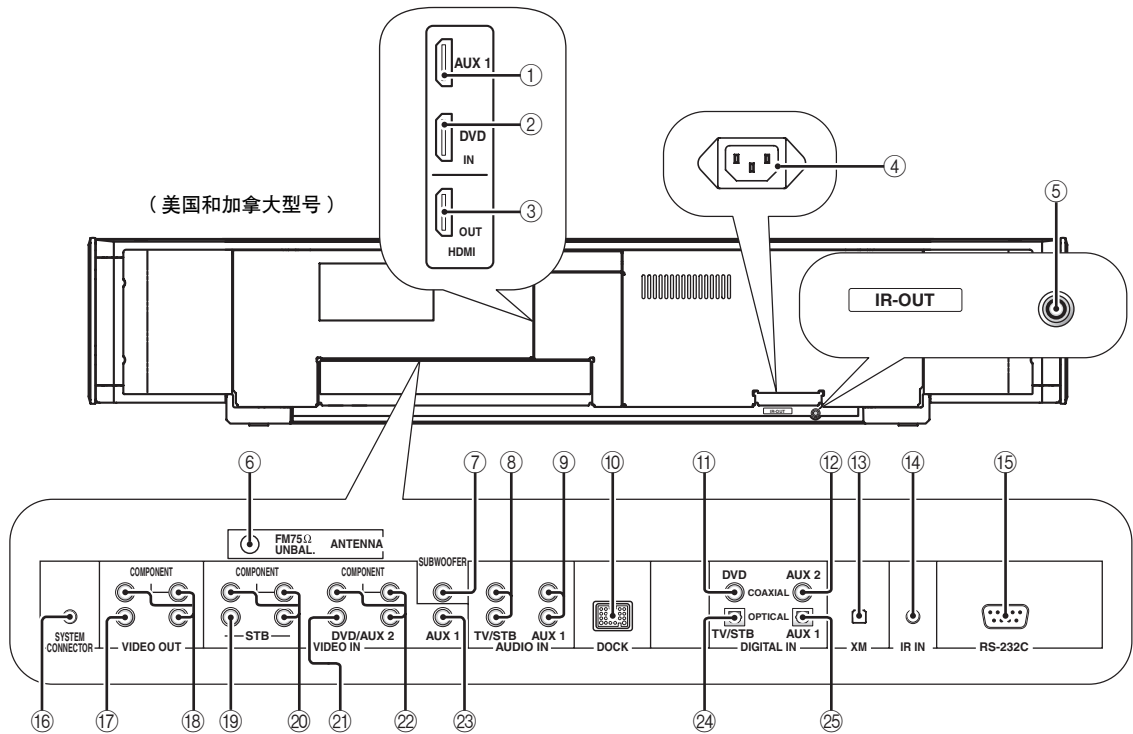 AUX 1
①
②
DVD
IN
③
OUT
HDMI
④
(美国和加拿大型号)
⑤
IR-OUT
IR-OUT
⑥ ⑦ ⑧ ⑨ ⑩ ⑪ ⑫ ⑬ ⑭ ⑮
FM75Ω
UNBAL.
ANTENNA
SUBWOOFER
COMPONENT COMPONENT COMPONENT
DVD AUX 2
COAXIAL
OPTICAL
SYSTEM
CONNECTOR
VIDEO OUT
STB
DVD/AUX 2
VIDEO IN
AUX 1
TV/STB AUX 1
AUDIO IN
DOCK
TV/STB AUX 1
DIGITAL IN
XM
IR IN
RS-232C
⑯ ⑰ ⑱ ⑲ ⑳ ㉑ ㉒ ㉓ ㉔ ㉕